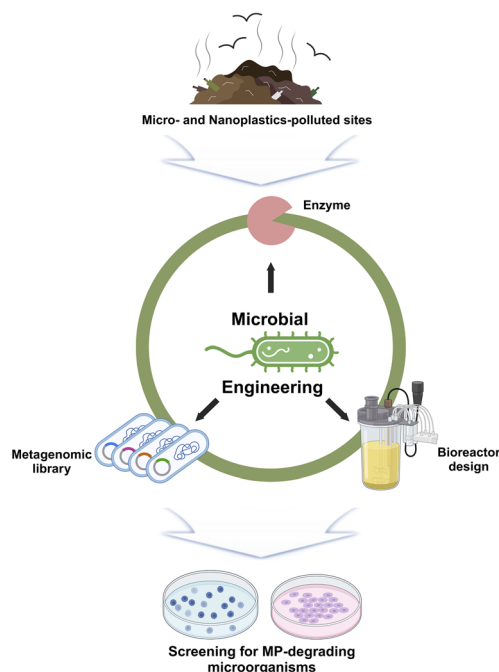 Micro- and Nanoplastics-polluted sites
Enzyme
Microbial
Engineering
Metagenomic
library
Bioreactor
design
Screening for MP-degrading
microorganisms